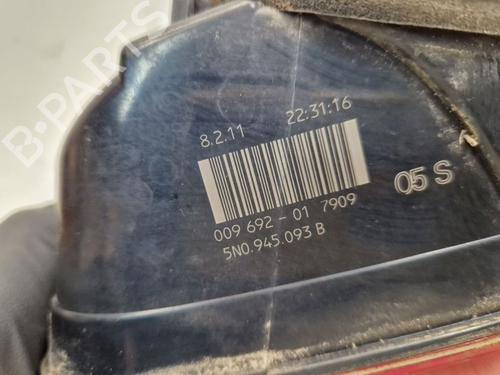 B-Parts
8.2.11 22:31:16
009 692 - 01 7909
5N0.945.093 B
05 S